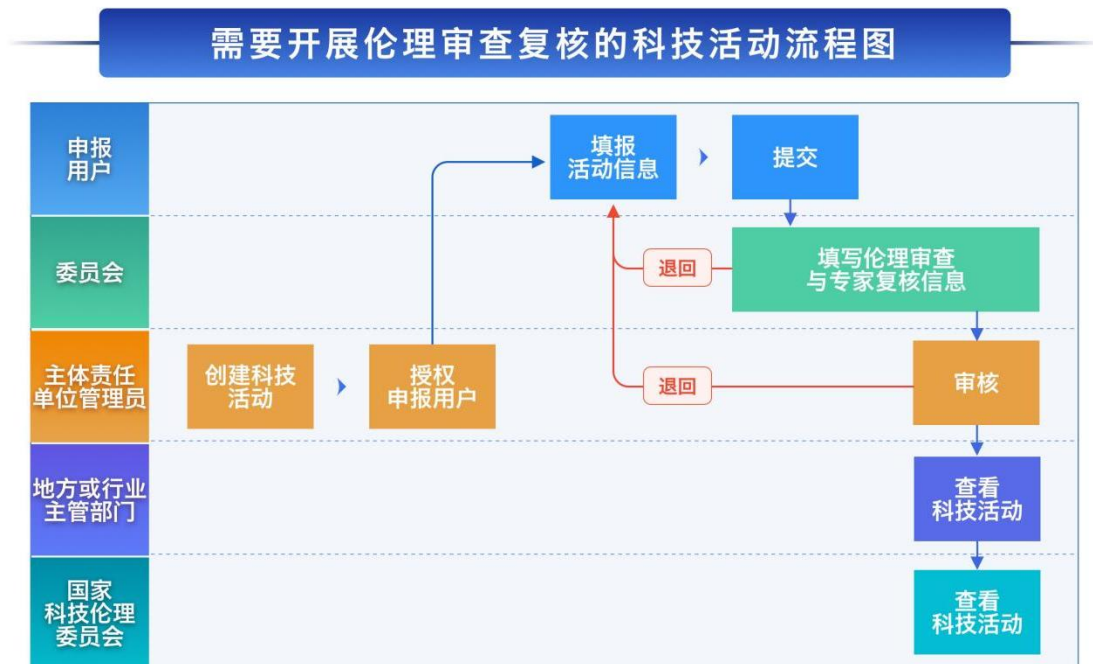 需要开展伦理审查复核的科技活动流程图
申报
用户
填报
活动信息
提交
委员会
退回
填写伦理审查
与专家复核信息
主体责任
单位管理员
创建科技
活动
授权
申报用户
退回
审核
地方或行业
主管部门
查看
科技活动
国家
科技伦理
委员会
查看
科技活动